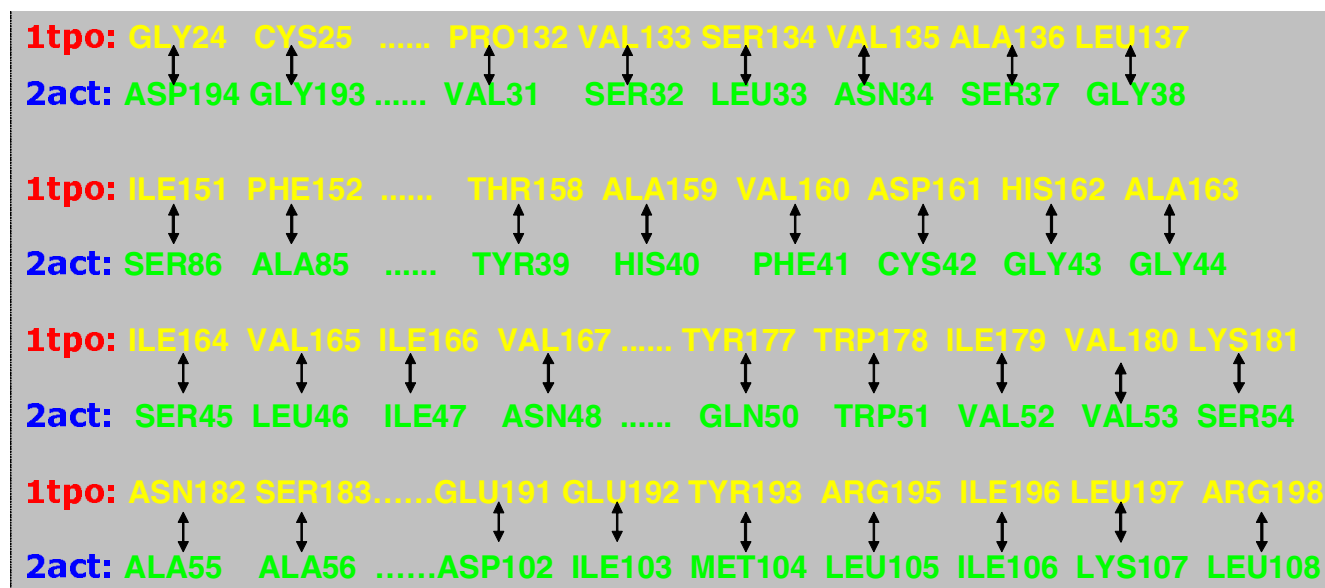 1tpo: GLY24 CYS25 ...... PRO132 VAL133 SER134 VAL135 ALA136 LEU137
2act: ASP194 GLY193 ...... VAL31 SER32 LEU33 ASN34 SER37 GLY38
1tpo: ILE151 PHE152 ...... THR158 ALA159 VAL160 ASP161 HIS162 ALA163
2act: SER86 ALA85 ...... TYR39 HIS40 PHE41 CYS42 GLY43 GLY44
1tpo: ILE164 VAL165 ILE166 VAL167 ...... TYR177 TRP178 ILE179 VAL180 LYS181
2act: SER45 LEU46 ILE47 ASN48 ...... GLN50 TRP51 VAL52 VAL53 SER54
1tpo: ASN182 SER183......GLU191 GLU192 TYR193 ARG195 ILE196 LEU197 ARG198
2act: ALA55 ALA56 ......ASP102 ILE103 MET104 LEU105 ILE106 LYS107 LEU108